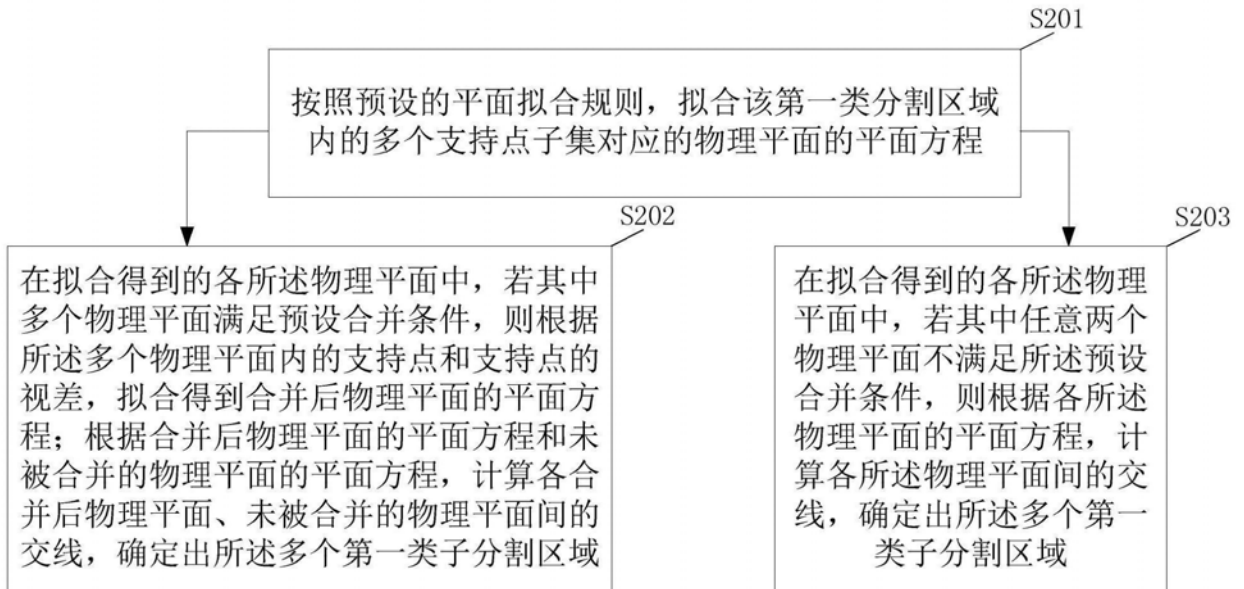 S201
按照预设的平面拟合规则，拟合该第一类分割区域
内的多个支持点子集对应的物理平面的平面方程
S202
在拟合得到的各所述物理平面中，若其中
多个物理平面满足预设合并条件，则根据
所述多个物理平面内的支持点和支持点的
视差，拟合得到合并后物理平面的平面方
程；根据合并后物理平面的平面方程和未
被合并的物理平面的平面方程，计算各合
并后物理平面、未被合并的物理平面间的
交线，确定出所述多个第一类子分割区域
S203
在拟合得到的各所述物理
平面中，若其中任意两个
物理平面不满足所述预设
合并条件，则根据各所述
物理平面的平面方程，计
算各所述物理平面间的交
线，确定出所述多个第一
类子分割区域